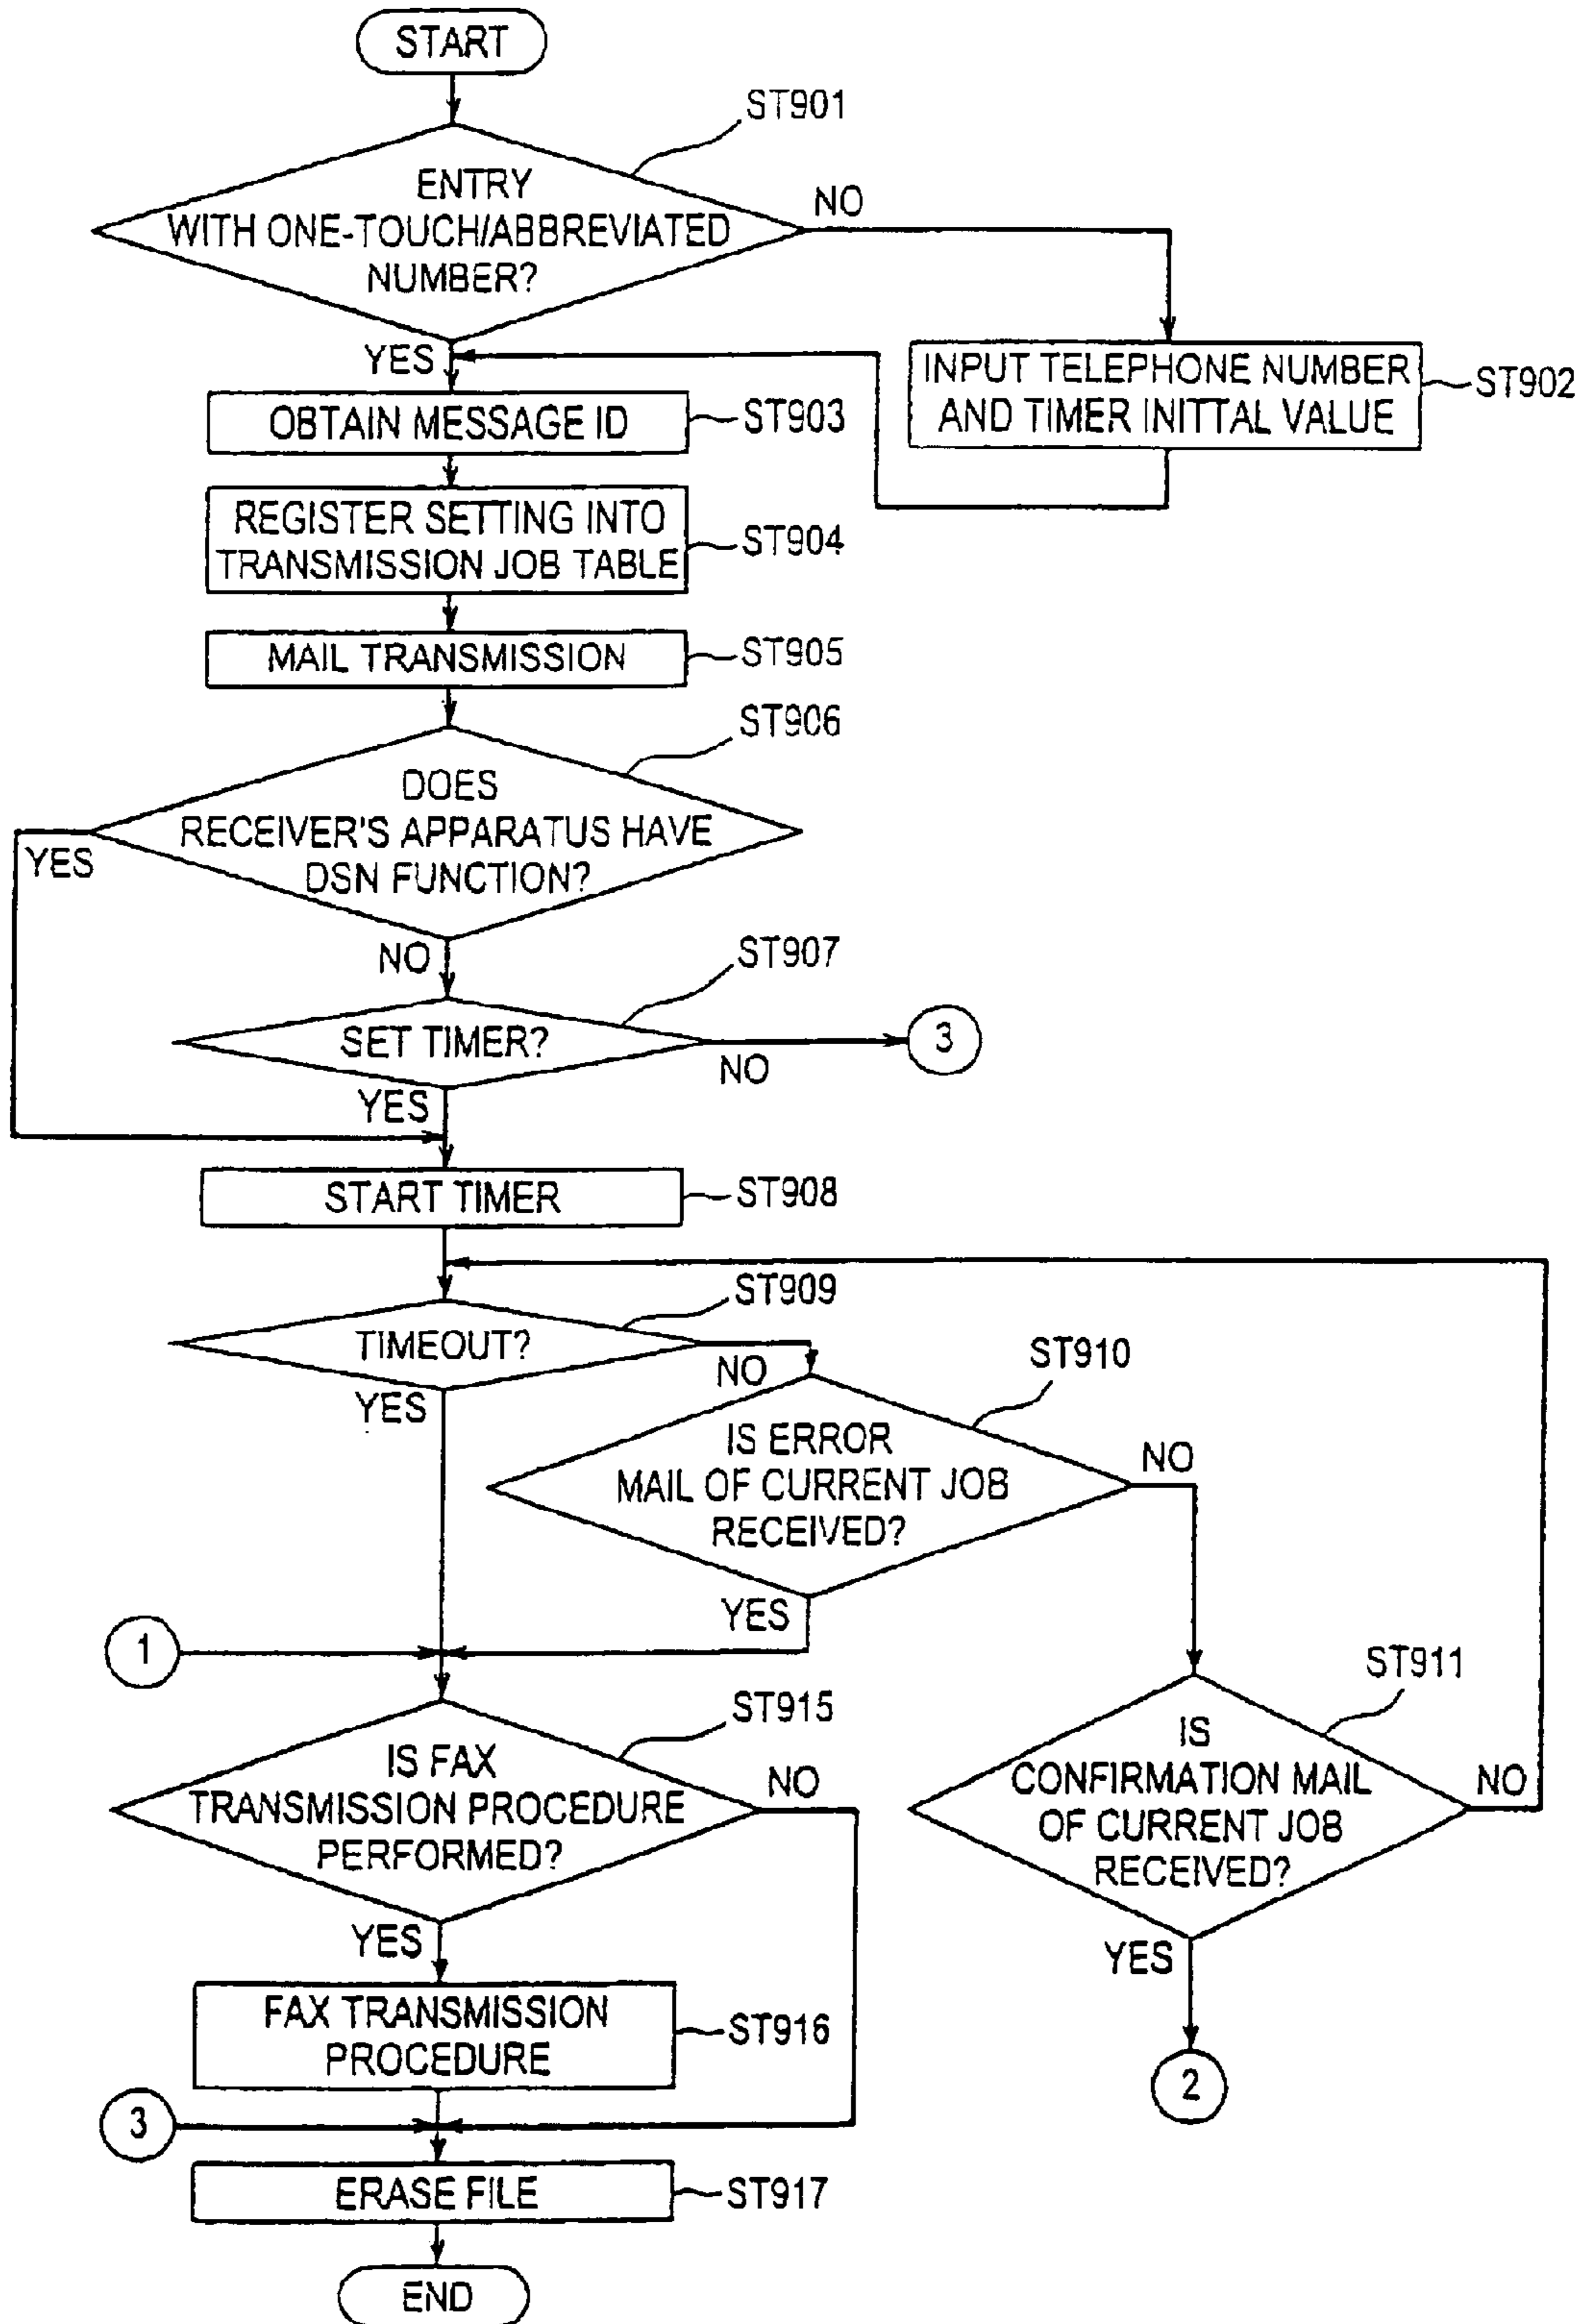 START
ST901
ENTRY
WITH ONE-TOUCH/ABBREVIATED
NUMBER?
NO
YES
INPUT TELEPHONE NUMBER
AND TIMER INITTAL VALUE
ST902
OBTAIN MESSAGE ID
ST903
REGISTER SETTING INTO
TRANSMISSION JOB TABLE
ST904
MAIL TRANSMISSION
ST905
ST906
DOES
RECEIVER'S APPARATUS HAVE
DSN FUNCTION?
YES
NO
ST907
SET TIMER?
NO
3
YES
START TIMER
ST908
ST909
TIMEOUT?
NO
YES
ST910
IS ERROR
MAIL OF CURRENT JOB
RECEIVED?
NO
YES
1
ST911
IS
CONFIRMATION MAIL
OF CURRENT JOB
RECEIVED?
NO
YES
2
ST915
IS FAX
TRANSMISSION PROCEDURE
PERFORMED?
NO
YES
FAX TRANSMISSION
PROCEDURE
ST916
3
ERASE FILE
ST917
END